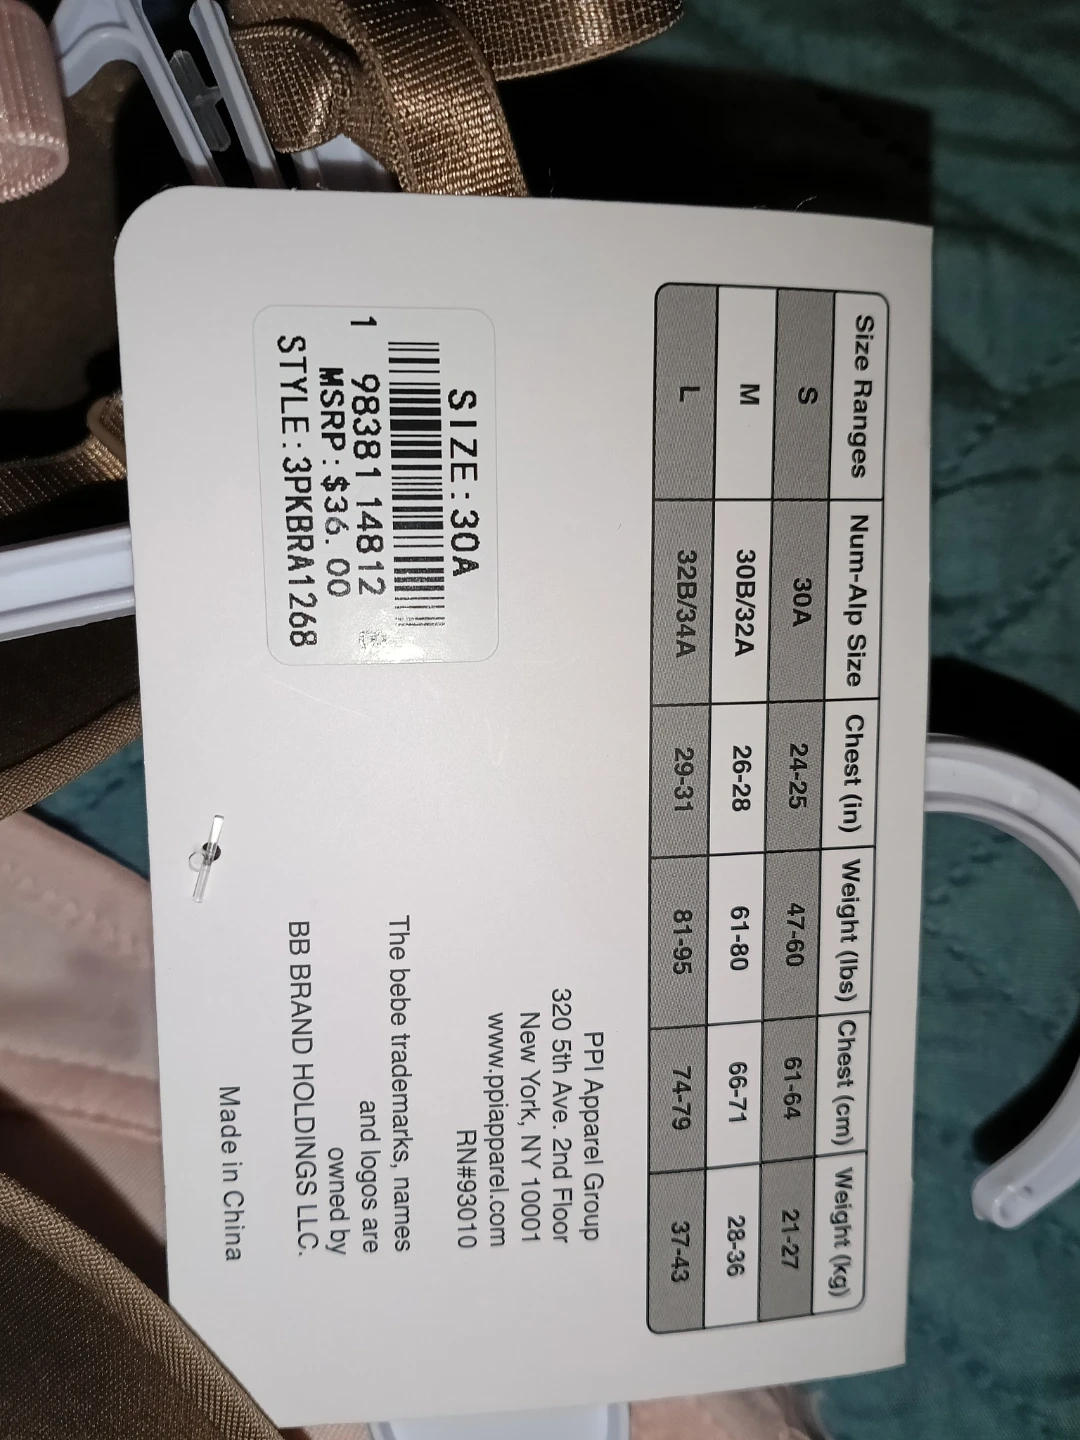 Size Ranges Num-Alp Size Chest (in) Weight (lbs) Chest (cm) Weight (kg)
S 30A 24-25 47-60 61-64 21-27
M 30B/32A 26-28 61-80 66-71 28-36
L 32B/34A 29-31 81-95 74-79 37-43
SIZE:30A
1 98381 14812
MSRP:$36.00
STYLE:3PKBRA1268
PPI Apparel Group
320 5th Ave. 2nd Floor
New York, NY 10001
www.ppiapparel.com
RN#93010
The bebe trademarks, names
and logos are
owned by
BB BRAND HOLDINGS LLC.
Made in China